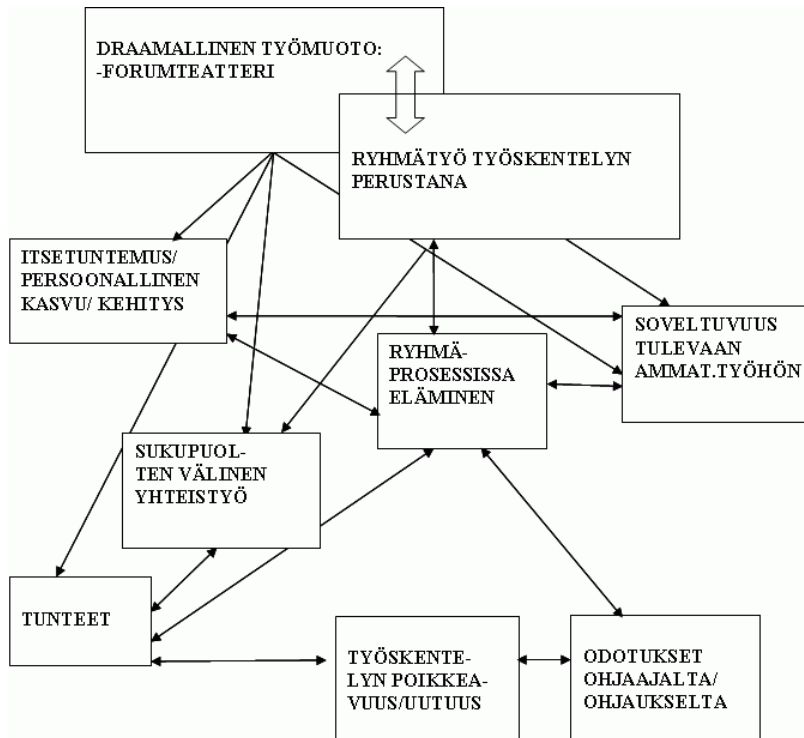 DRAAMALLINEN TYÖMUOTO:
-FORUMTEATTERI
RYHMÄTYÖ TYÖSKENTELYN
PERUSTANA
ITSETUNTEMUS/
PERSOONALLINEN
KASVU/ KEHITYS
SOVELTUVUUS
TULEVAAN
AMMAT.TYÖHÖN
RYHMÄ-
PROSESSISSA
ELÄMINEN
SUKUPUOL-
TEN VÄLINEN
YHTEISTYÖ
TUNTEET
TYÖSKENTE-
LYN POIKKEA-
VUUS/UUTUUS
ODOTUKSET
OHJAAJALTA/
OHJAUKSELTA